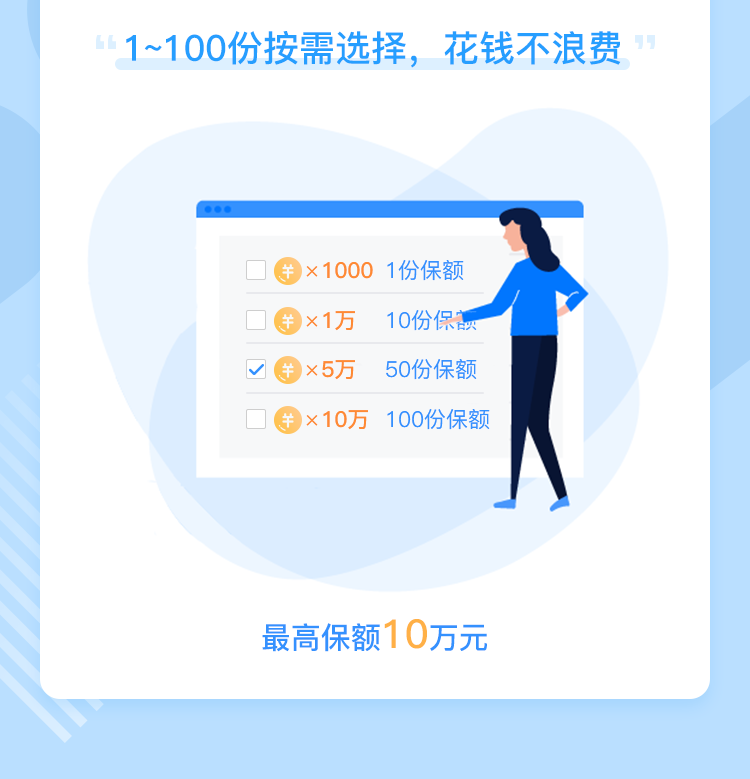 “1~100份按需选择，花钱不浪费”
¥×1000 1份保额
¥×1万 10份保额
¥×5万 50份保额
¥×10万 100份保额
最高保额10万元